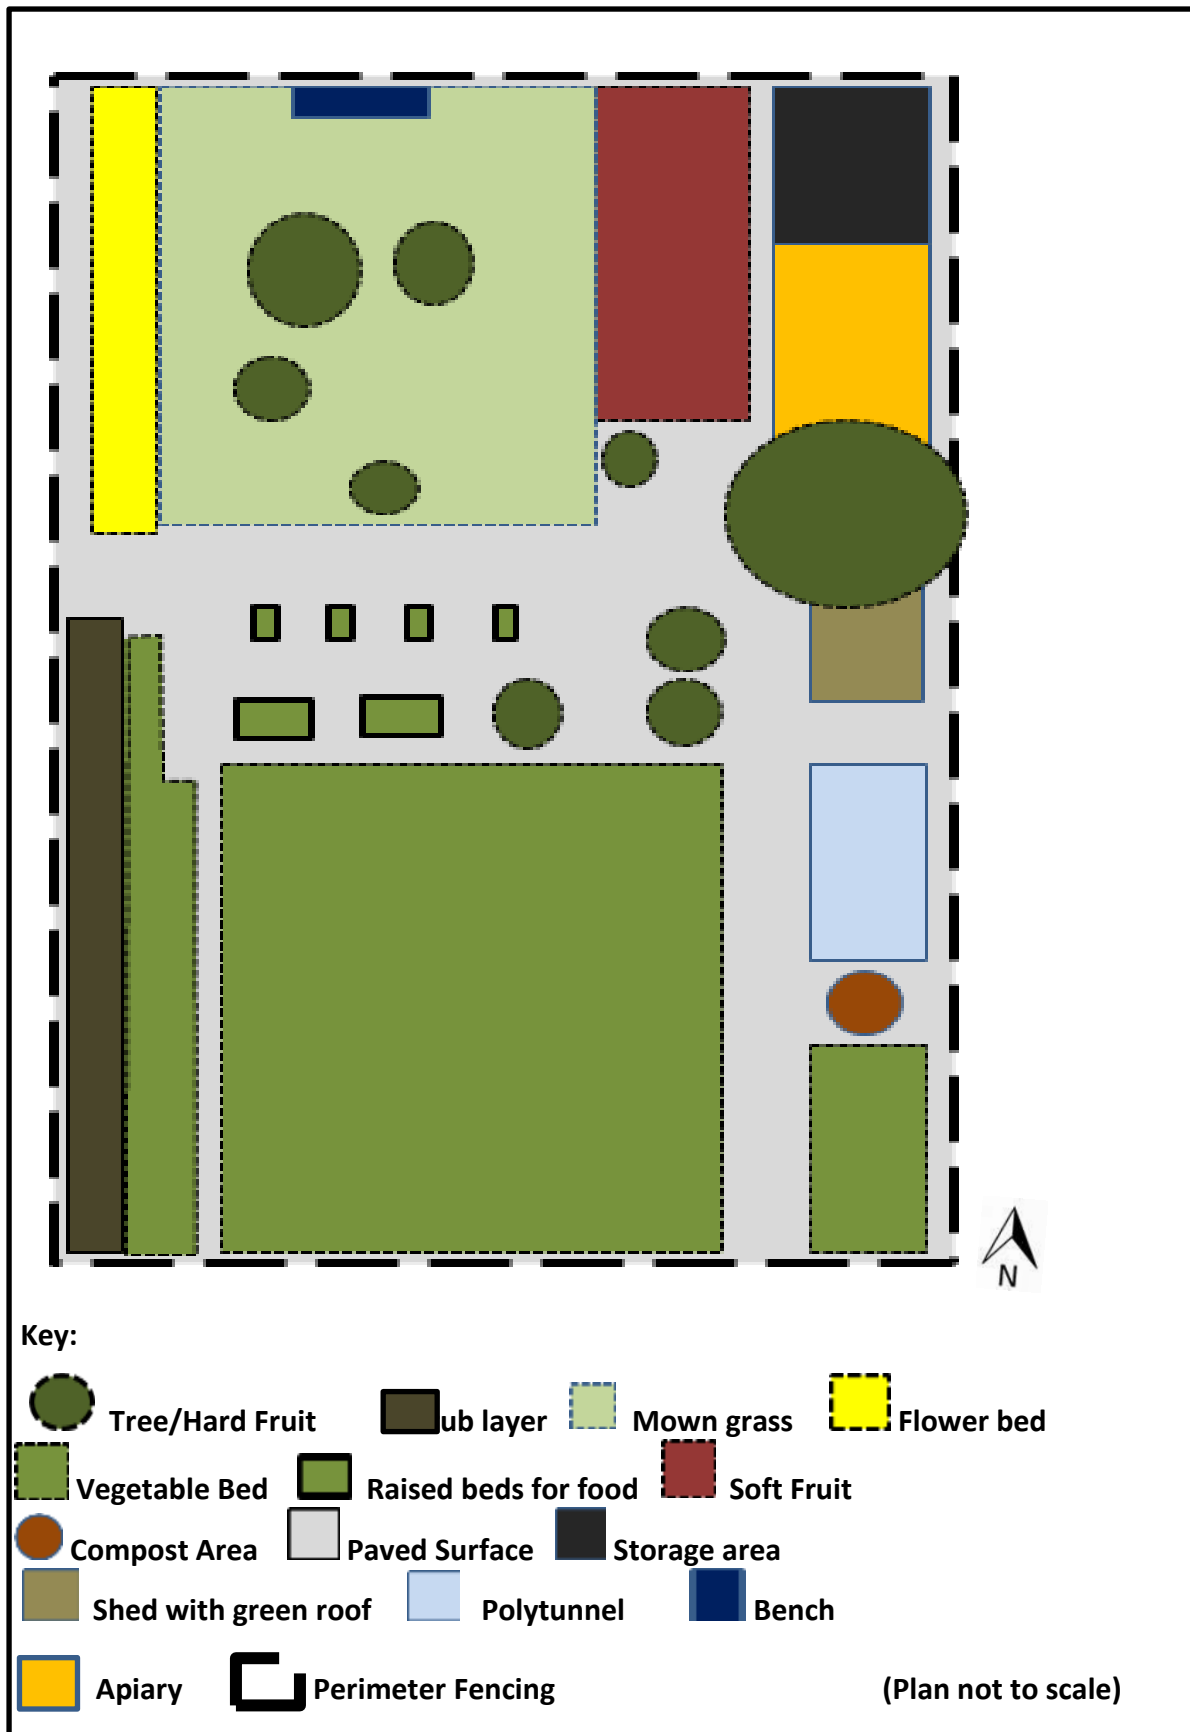 N
Key:
Tree/Hard Fruit ub layer Mown grass Flower bed
Vegetable Bed Raised beds for food Soft Fruit
Compost Area Paved Surface Storage area
Shed with green roof Polytunnel Bench
Apiary Perimeter Fencing (Plan not to scale)